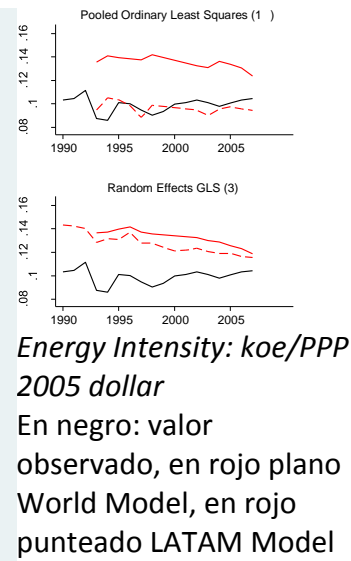 Pooled Ordinary Least Squares (1 )
.16
.14
.12
.1
.08
1990 1995 2000 2005
Random Effects GLS (3)
.16
.14
.12
.1
.08
1990 1995 2000 2005
Energy Intensity: koe/PPP
2005 dollar
En negro: valor
observado, en rojo plano
World Model, en rojo
punteado LATAM Model